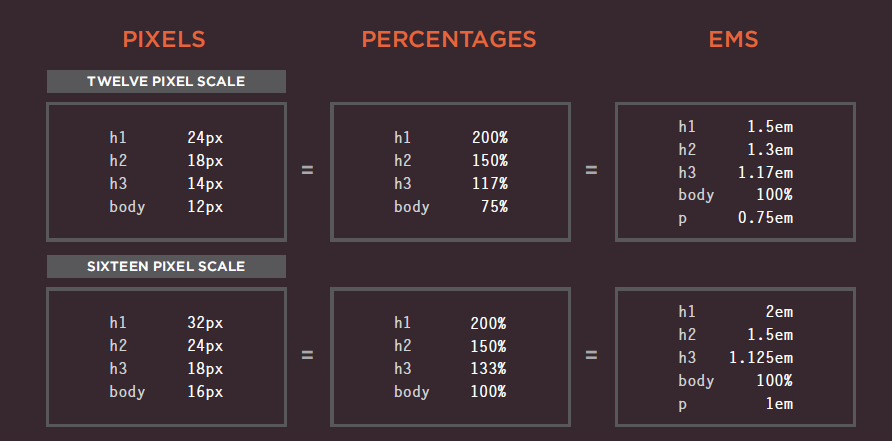 PIXELS PERCENTAGES EMS
TWELVE PIXEL SCALE
h1 24px
h2 18px
h3 14px
body 12px
=
h1 200%
h2 150%
h3 117%
body 75%
=
h1 1.5em
h2 1.3em
h3 1.17em
body 100%
p 0.75em
SIXTEEN PIXEL SCALE
h1 32px
h2 24px
h3 18px
body 16px
=
h1 200%
h2 150%
h3 133%
body 100%
=
h1 2em
h2 1.5em
h3 1.125em
body 100%
p 1em